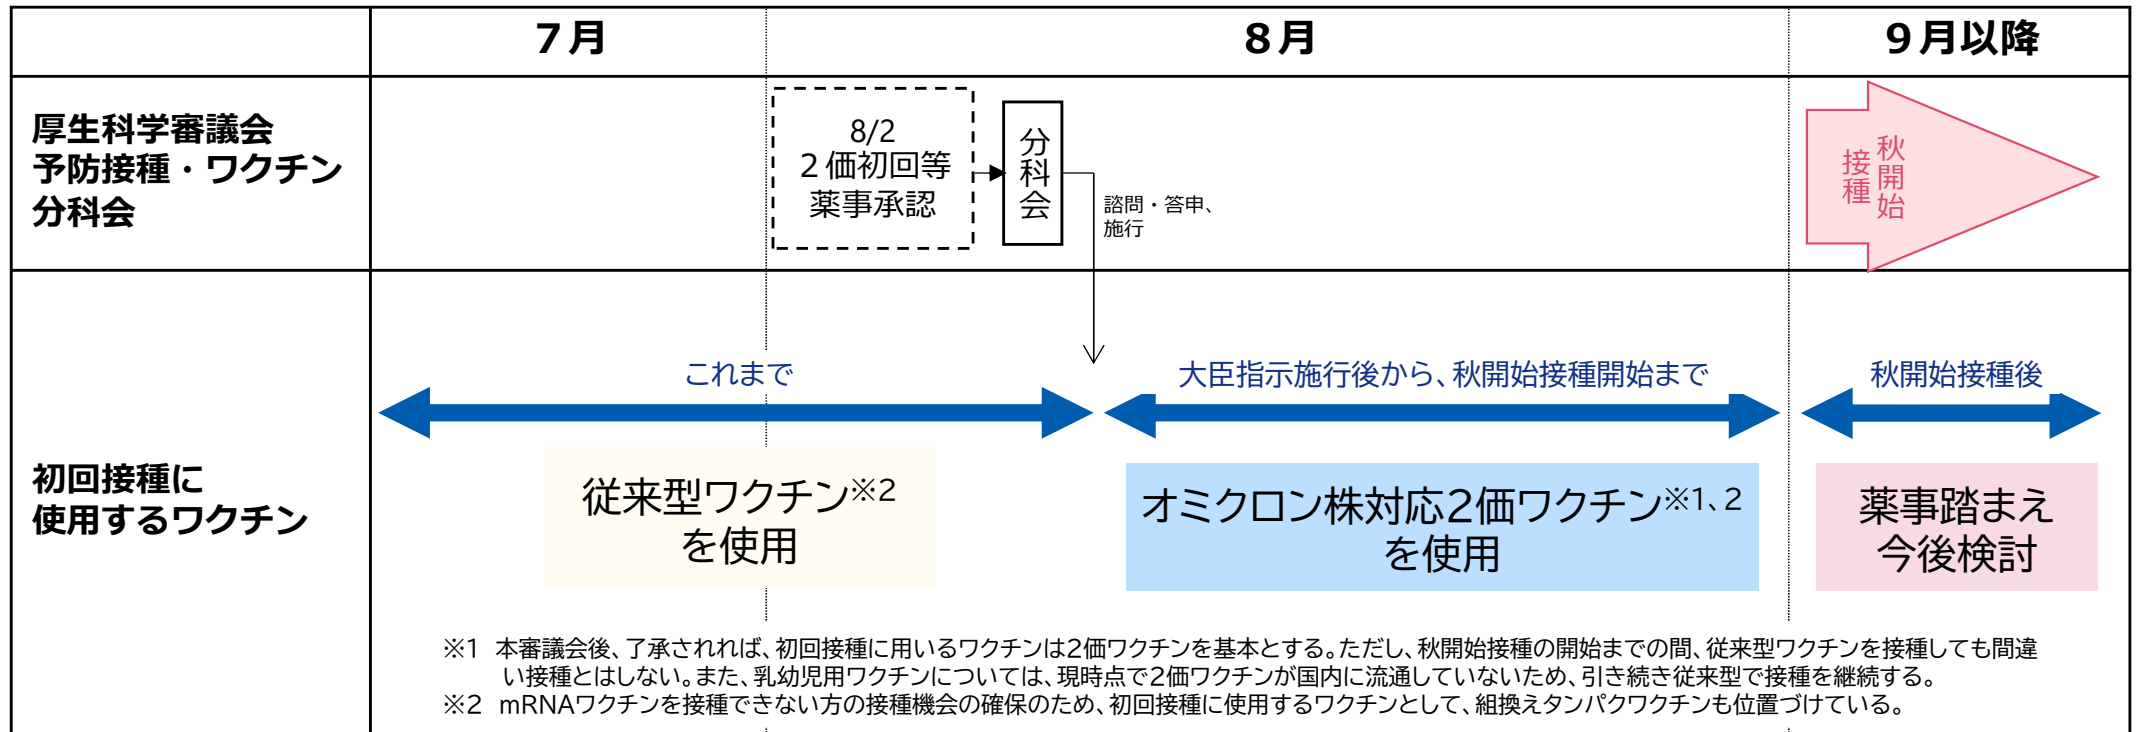 ７月
８月
９月以降
厚生科学審議会
予防接種・ワクチン
分科会
8/2
２価初回等
薬事承認
分科会
諮問・答申、
施行
秋開始
接種
初回接種に
使用するワクチン
これまで
大臣指示施行後から、秋開始接種開始まで
秋開始接種後
従来型ワクチン※2
を使用
オミクロン株対応2価ワクチン※1、2
を使用
薬事踏まえ
今後検討
※1 本審議会後、了承されれば、初回接種に用いるワクチンは2価ワクチンを基本とする。ただし、秋開始接種の開始までの間、従来型ワクチンを接種しても間違
い接種とはしない。また、乳幼児用ワクチンについては、現時点で2価ワクチンが国内に流通していないため、引き続き従来型で接種を継続する。
※2 mRNAワクチンを接種できない方の接種機会の確保のため、初回接種に使用するワクチンとして、組換えタンパクワクチンも位置づけている。